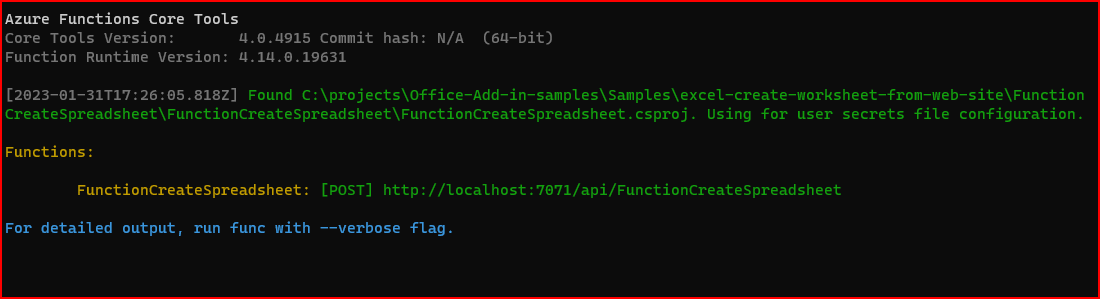 Azure Functions Core Tools
Core Tools Version:       4.0.4915 Commit hash: N/A  (64-bit)
Function Runtime Version: 4.14.0.19631
[2023-01-31T17:26:05.818Z] Found C:\projects\Office-Add-in-samples\Samples\excel-create-worksheet-from-web-site\Function
CreateSpreadsheet\FunctionCreateSpreadsheet\FunctionCreateSpreadsheet.csproj. Using for user secrets file configuration.
Functions:
        FunctionCreateSpreadsheet: [POST] http://localhost:7071/api/FunctionCreateSpreadsheet
For detailed output, run func with --verbose flag.